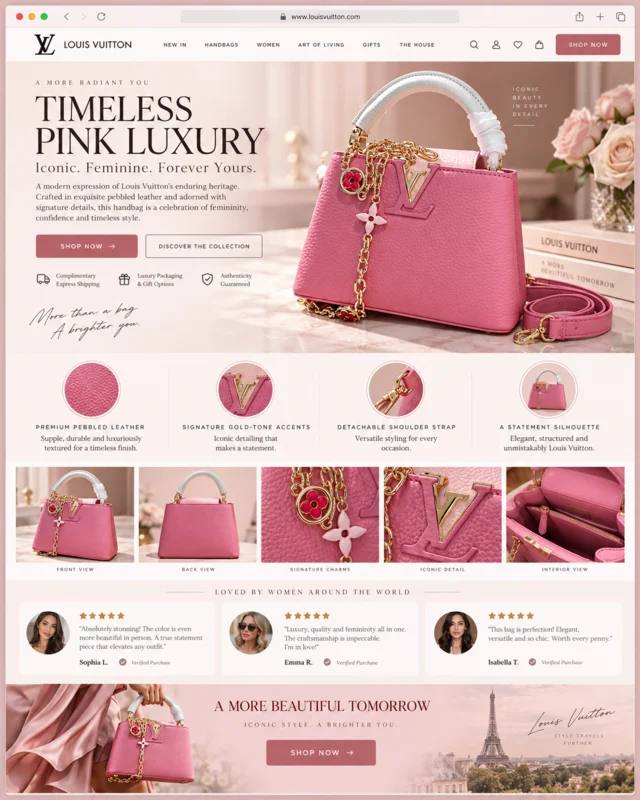 www.louisvuitton.com
LV LOUIS VUITTON
NEW IN HANDBAGS WOMEN ART OF LIVING GIFTS THE HOUSE
SHOP NOW
A MORE RADIANT YOU
TIMELESS
PINK LUXURY
Iconic. Feminine. Forever Yours.
A modern expression of Louis Vuitton's enduring heritage.
Crafted in exquisite pebbled leather and adorned with
signature details, this handbag is a celebration of femininity,
confidence and timeless style.
SHOP NOW →
DISCOVER THE COLLECTION
Complimentary
Express Shipping
Luxury Packaging
& Gift Options
Authenticity
Guaranteed
More than a bag
A brighter you.
ICONIC
BEAUTY
IN EVERY
DETAIL
LOUIS VUITTON
A MORE
BEAUTIFUL TOMORROW
PREMIUM PEBBLED LEATHER
Supple, durable and luxuriously
textured for a timeless finish.
SIGNATURE GOLD-TONE ACCENTS
Iconic detailing that
makes a statement.
DETACHABLE SHOULDER STRAP
Versatile styling for every
occasion.
A STATEMENT SILHOUETTE
Elegant, structured and
unmistakably Louis Vuitton.
FRONT VIEW
BACK VIEW
SIGNATURE CHARMS
ICONIC DETAIL
INTERIOR VIEW
LOVED BY WOMEN AROUND THE WORLD
"Absolutely stunning! The color is even
more beautiful in person. A true statement
piece that elevates any outfit."
Sophia L. Verified Purchase
"Luxury, quality and femininity all in one.
The craftsmanship is impeccable.
I'm in love!"
Emma R. Verified Purchase
"This bag is perfection! Elegant,
versatile and so chic. Worth every penny."
Isabella T. Verified Purchase
A MORE BEAUTIFUL TOMORROW
ICONIC STYLE. A BRIGHTER YOU.
SHOP NOW →
Louis Vuitton
STYLE TRAVELS
FURTHER